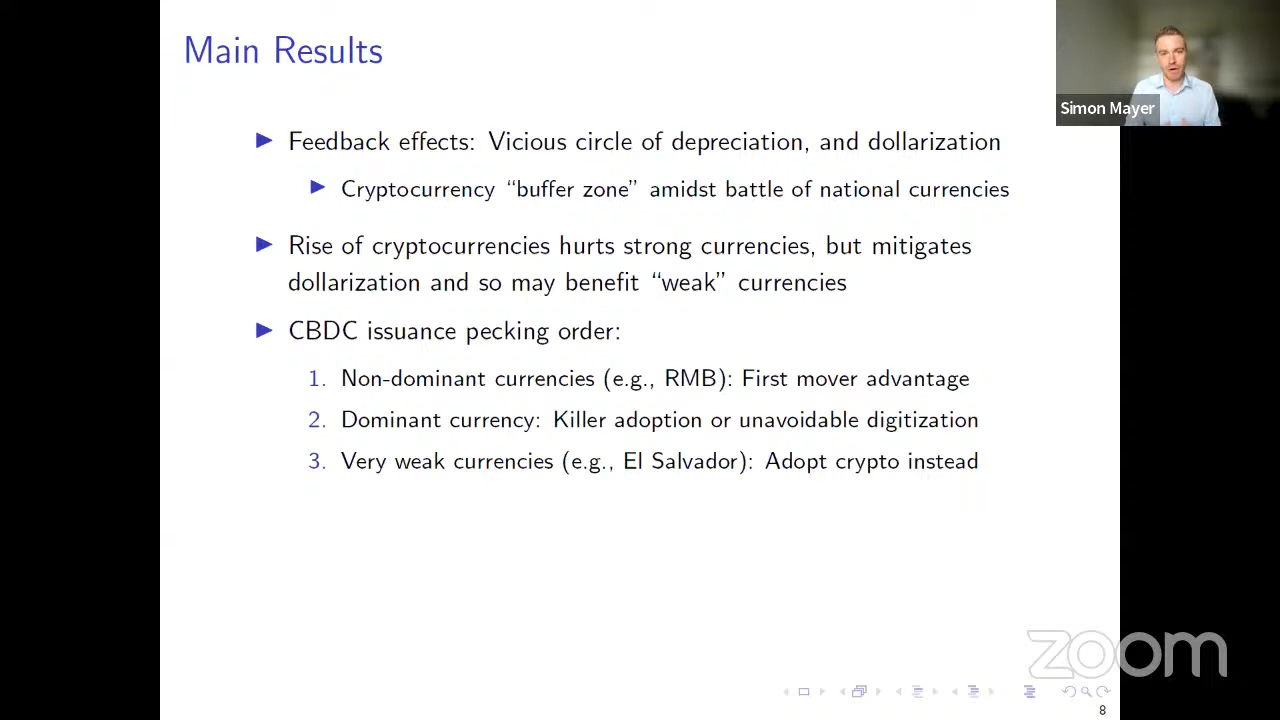 Main Results
Simon Mayer
Feedback effects: Vicious circle of depreciation, and dollarization
Cryptocurrency “buffer zone” amidst battle of national currencies
Rise of cryptocurrencies hurts strong currencies, but mitigates
dollarization and so may benefit “weak” currencies
CBDC issuance pecking order:
1. Non-dominant currencies (e.g., RMB): First mover advantage
2. Dominant currency: Killer adoption or unavoidable digitization
3. Very weak currencies (e.g., El Salvador): Adopt crypto instead
zoom
8